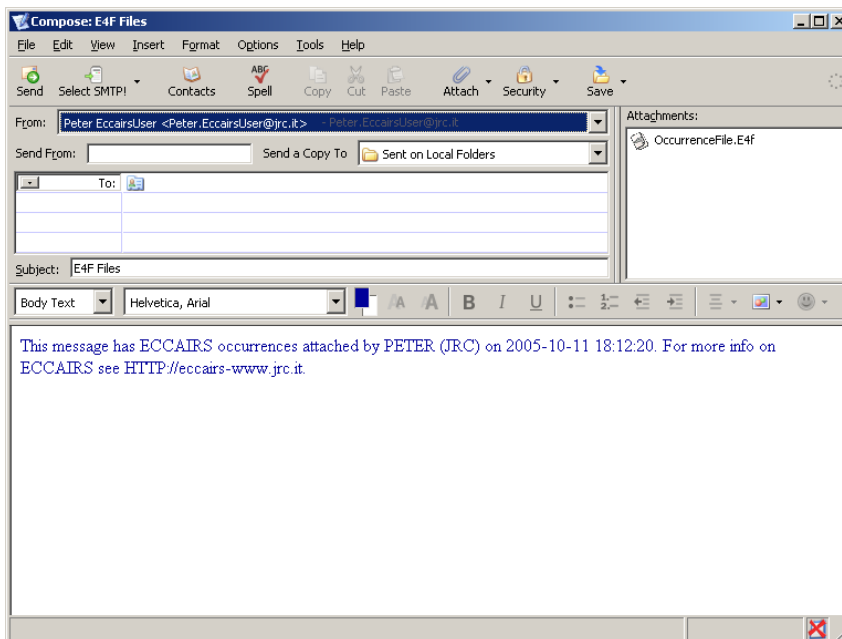 Compose: E4F Files
File Edit View Insert Format Options Tools Help
ABC
Send Select SMTP! Contacts Spell Copy Cut Paste Attach Security Save
From: Peter EccairsUser <Peter.EccairsUser@jrc.it> - Peter.EccairsUser@jrc.it
Attachments:
OccurrenceFile.E4f
Send From: Send a Copy To Sent on Local Folders
To:
Subject: E4F Files
Body Text Helvetica, Arial A AA A B I U
This message has ECCAIRS occurrences attached by PETER (JRC) on 2005-10-11 18:12:20. For more info on
ECCAIRS see HTTP://eccairs-www.jrc.it.